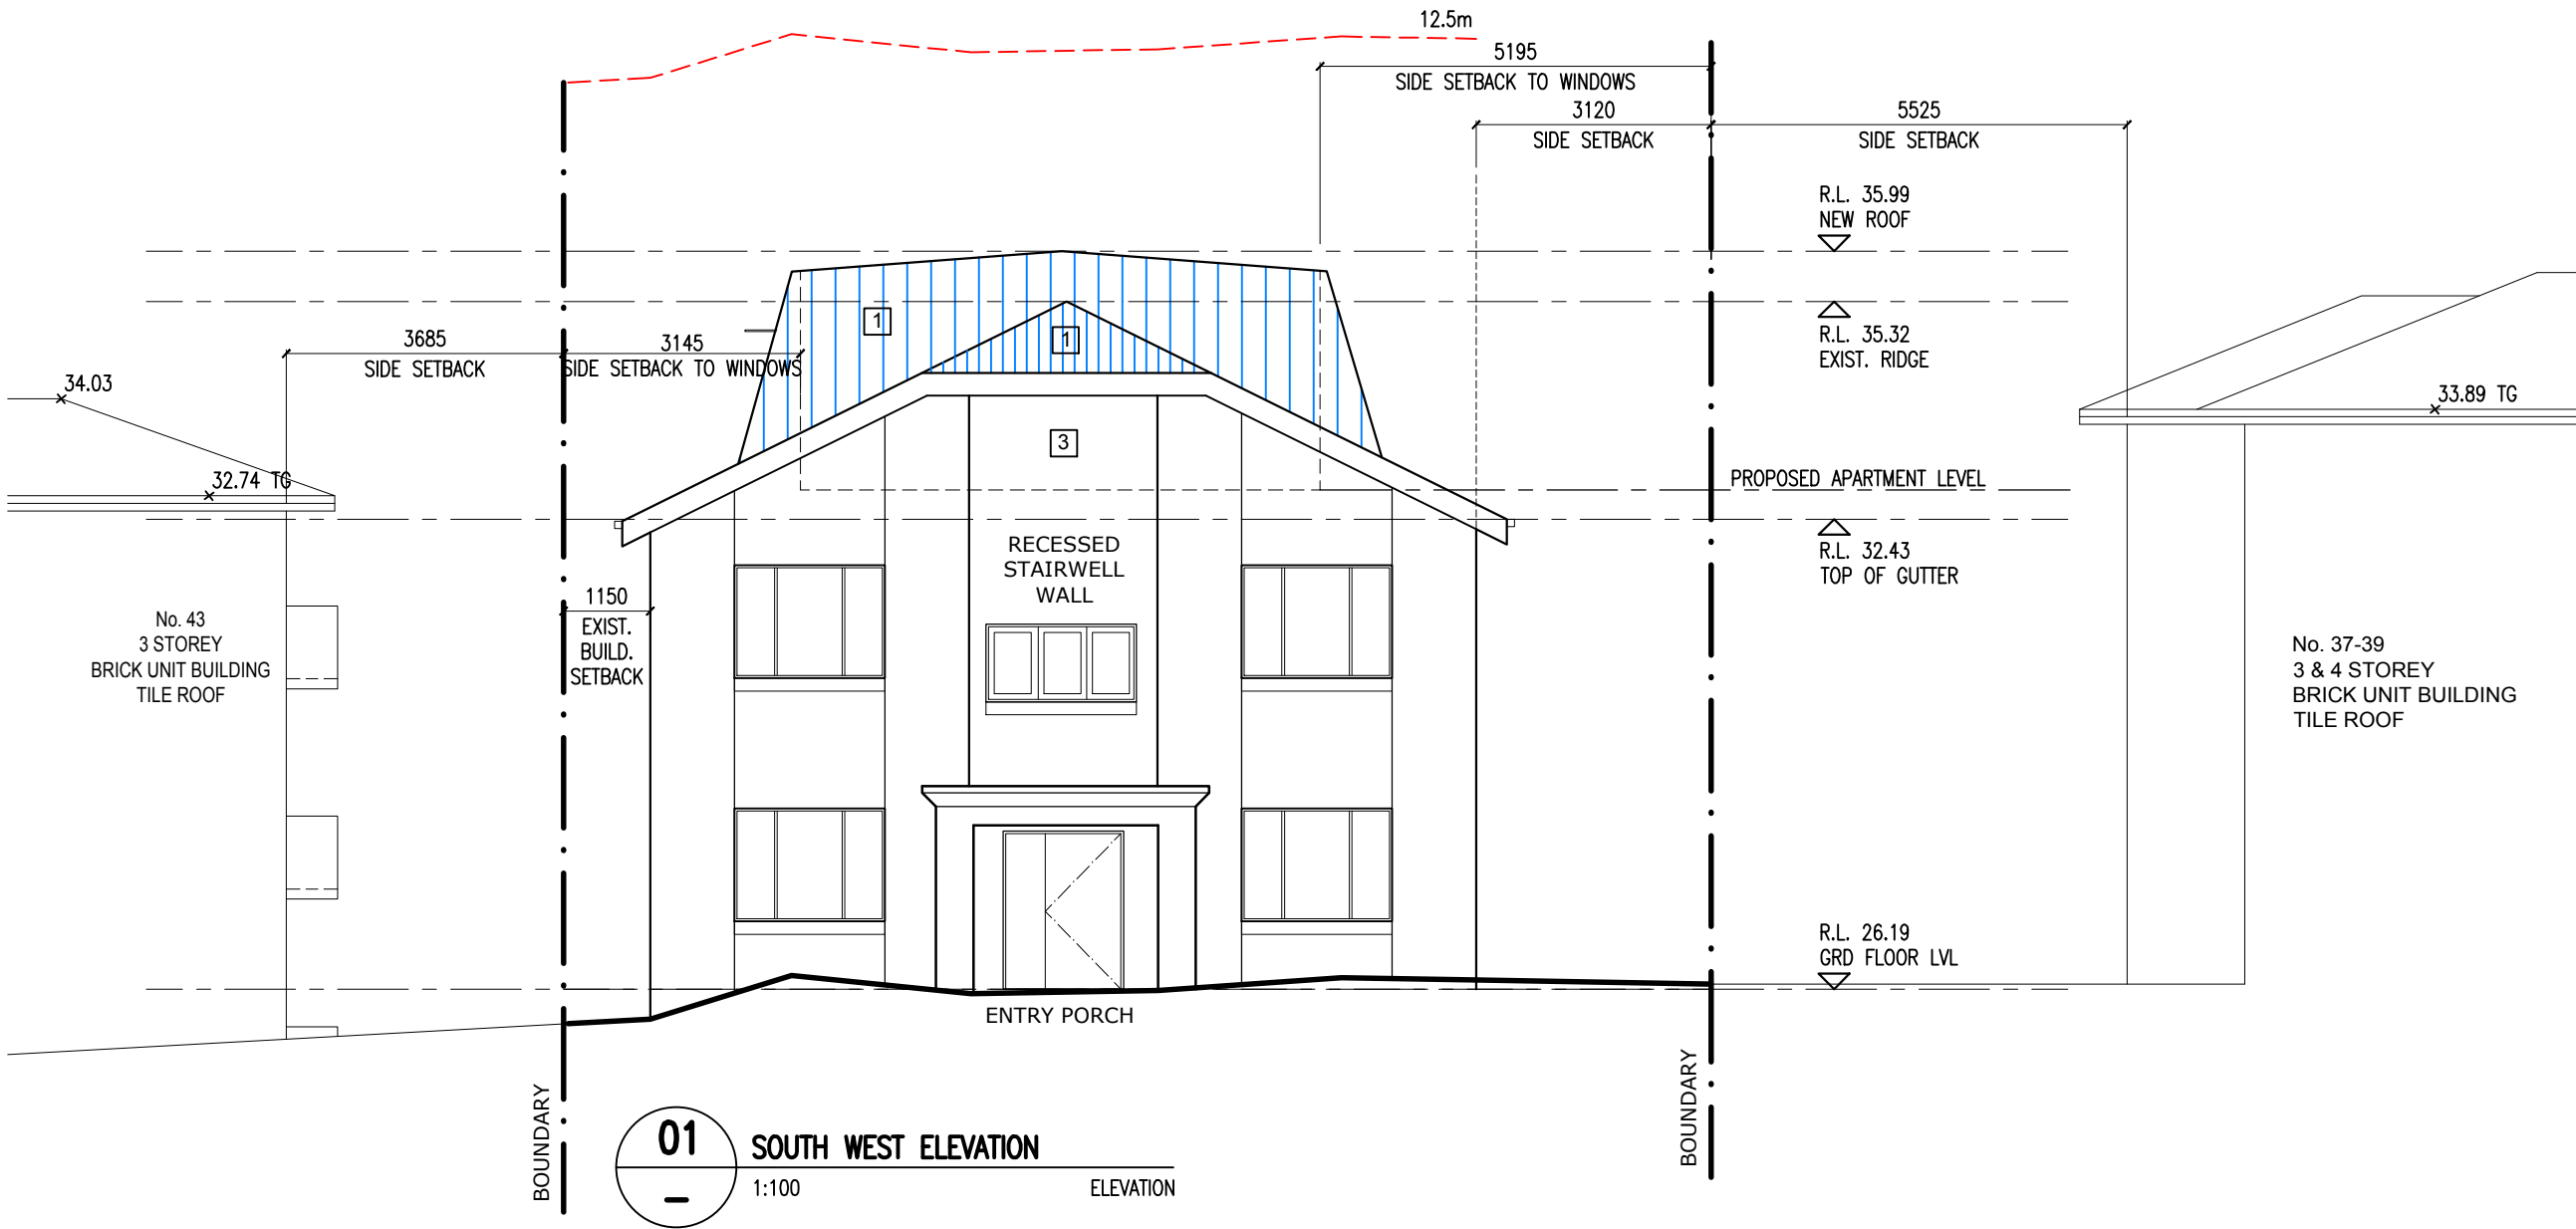 12.5m
5195
SIDE SETBACK TO WINDOWS
3120
SIDE SETBACK
5525
SIDE SETBACK
R.L. 35.99
NEW ROOF
1
1
R.L. 35.32
EXIST. RIDGE
3685
SIDE SETBACK
3145
SIDE SETBACK TO WINDOWS
34.03
33.89 TG
3
32.74 TG
PROPOSED APARTMENT LEVEL
RECESSED
STAIRWELL
WALL
R.L. 32.43
TOP OF GUTTER
1150
EXIST.
BUILD.
SETBACK
No. 43
3 STOREY
BRICK UNIT BUILDING
TILE ROOF
No. 37-39
3 & 4 STOREY
BRICK UNIT BUILDING
TILE ROOF
R.L. 26.19
GRD FLOOR LVL
ENTRY PORCH
BOUNDARY
BOUNDARY
01
SOUTH WEST ELEVATION
–
1:100
ELEVATION